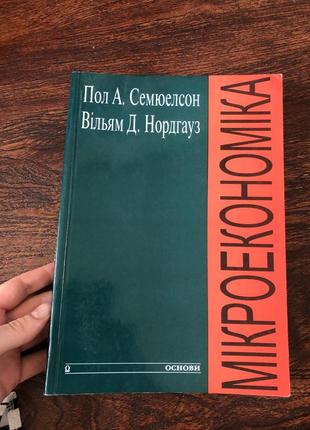 Пол А. Семюелсон
Вільям Д. Нордгауз
МІКРОЕКОНОМІКА
ОСНОВИ